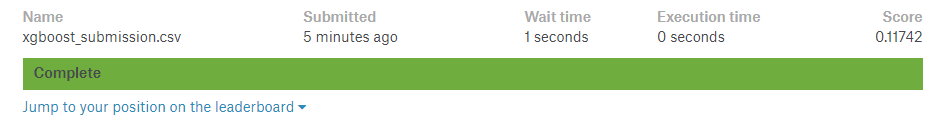 Name Submitted Wait time Execution time Score
xgboost_submission.csv 5 minutes ago 1 seconds 0 seconds 0.11742
Complete
Jump to your position on the leaderboard